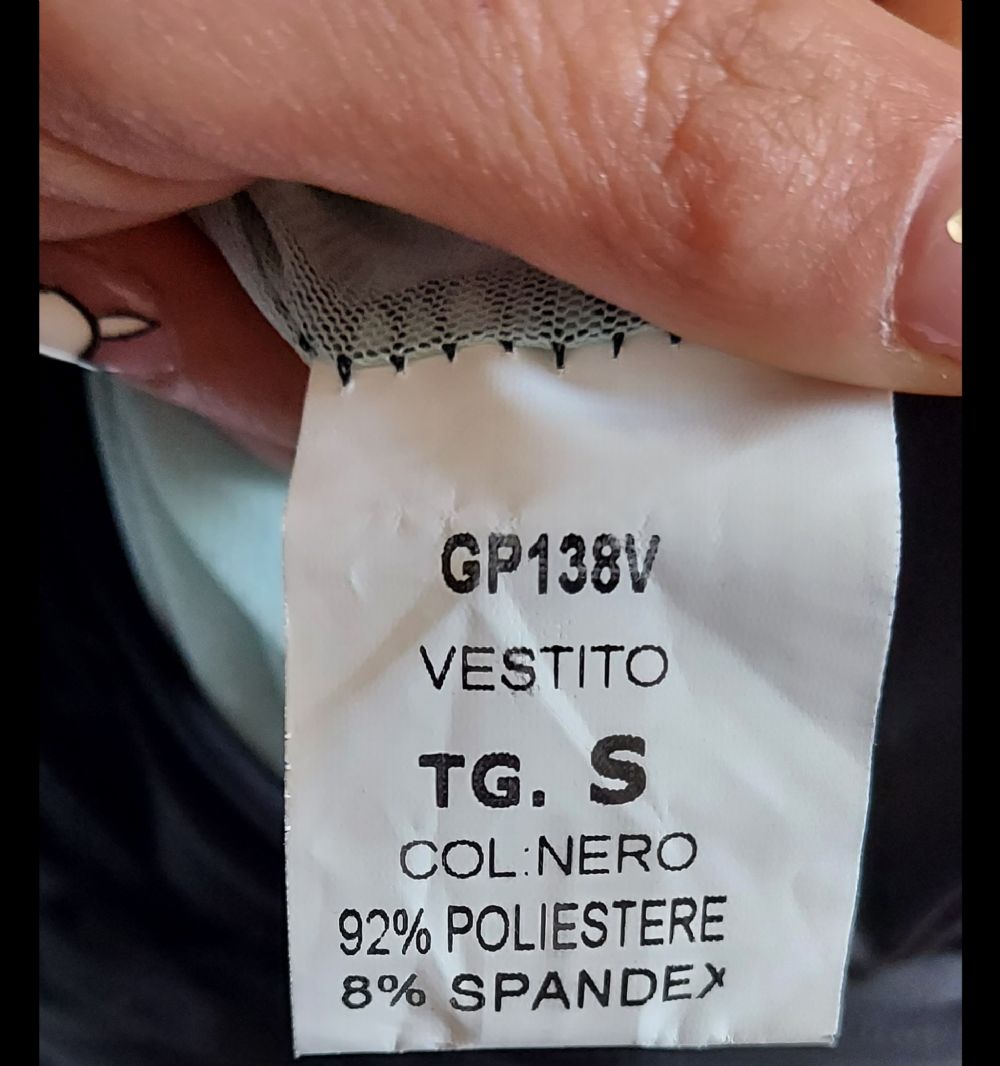 GP138V
VESTITO
TG. S
COL:NERO
92% POLIESTERE
8% SPANDEX